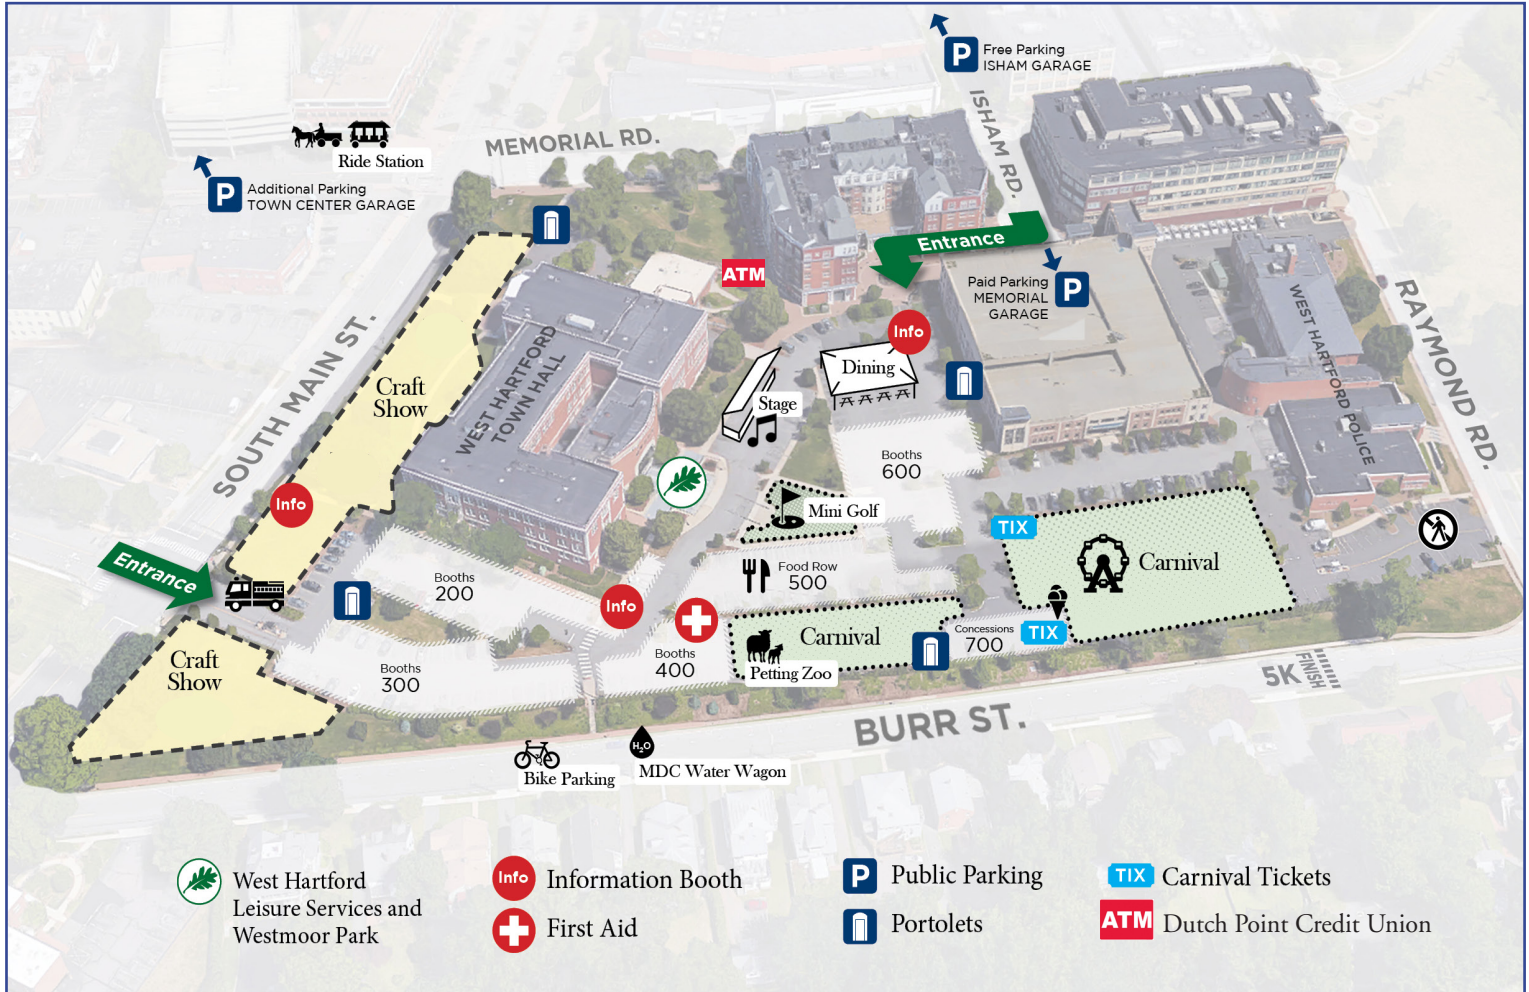 Free Parking
ISHAM GARAGE
ISHAM RD.
MEMORIAL RD.
Ride Station
Additional Parking
TOWN CENTER GARAGE
Entrance
ATM
Paid Parking
MEMORIAL
GARAGE
Info
Dining
Stage
WEST HARTFORD
TOWN HALL
Craft
Show
SOUTH MAIN ST.
WEST HARTFORD POLICE
RAYMOND RD.
Booths
600
Info
Mini Golf
TIX
Carnival
Entrance
Food Row
500
Booths
200
Info
Carnival
Petting Zoo
Concessions
700
TIX
Booths
400
Booths
300
Craft
Show
5K
FINISH
BURR ST.
H2O
Bike Parking
MDC Water Wagon
West Hartford
Leisure Services and
Westmoor Park
Info
Information Booth
First Aid
P
Public Parking
Portolets
TIX
Carnival Tickets
ATM
Dutch Point Credit Union
P
P
P